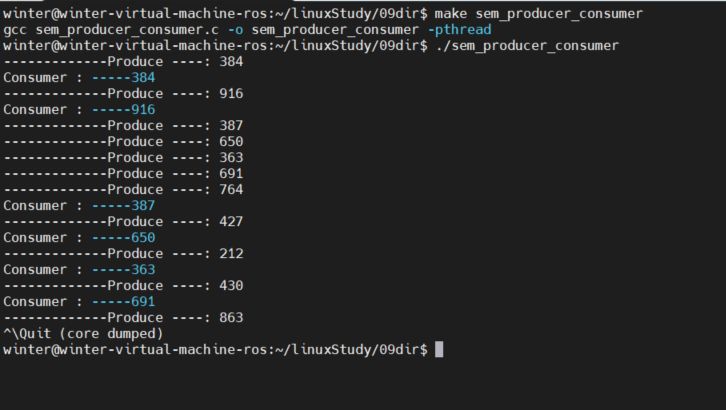 winter@winter-virtual-machine-ros:~/linuxStudy/09dir$ make sem_producer_consumer
gcc sem_producer_consumer.c -o sem_producer_consumer -pthread
winter@winter-virtual-machine-ros:~/linuxStudy/09dir$ ./sem_producer_consumer
-------------Produce ----: 384
Consumer : -----384
-------------Produce ----: 916
Consumer : -----916
-------------Produce ----: 387
-------------Produce ----: 650
-------------Produce ----: 363
-------------Produce ----: 691
-------------Produce ----: 764
Consumer : -----387
-------------Produce ----: 427
Consumer : -----650
-------------Produce ----: 212
Consumer : -----363
-------------Produce ----: 430
Consumer : -----691
-------------Produce ----: 863
^\Quit (core dumped)
winter@winter-virtual-machine-ros:~/linuxStudy/09dir$